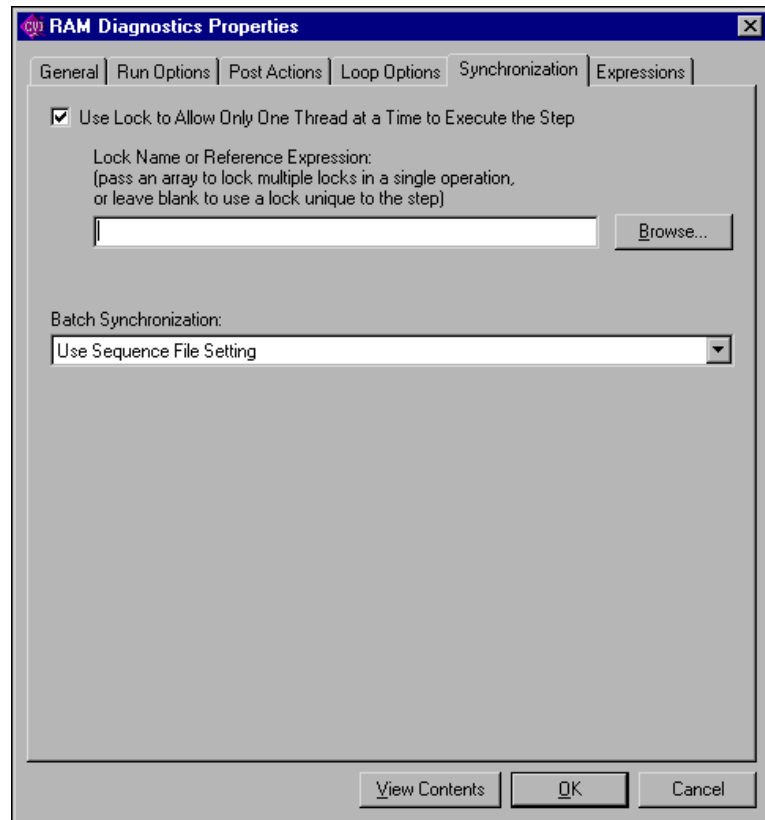 CVI RAM Diagnostics Properties
General Run Options Post Actions Loop Options Synchronization Expressions
Use Lock to Allow Only One Thread at a Time to Execute the Step
Lock Name or Reference Expression:
(pass an array to lock multiple locks in a single operation,
or leave blank to use a lock unique to the step)
Browse...
Batch Synchronization:
Use Sequence File Setting
View Contents OK Cancel